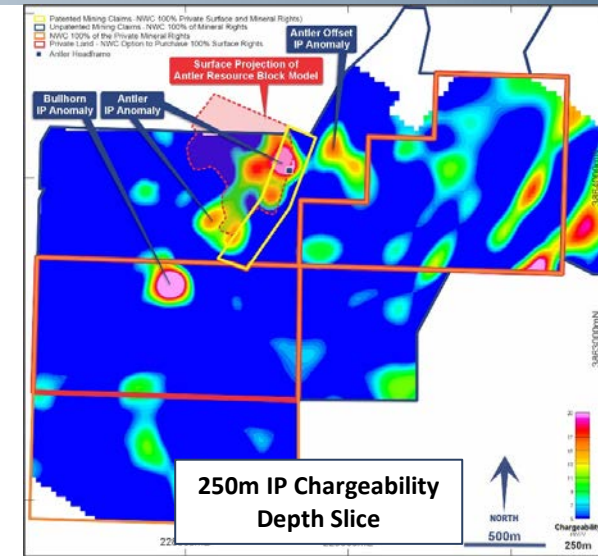 Patented Mining Claims - NWC 100% Private Surface and Mineral Rights)
Unpatented Mining Claims - NWC 100% of Mineral Rights
NWC 100% of the Private Mineral Rights
Private Land - NWC Option to Purchase 100% Surface Rights
Antler Headframe
Antler Offset
IP Anomaly
Surface Projection of
Antler Resource Block Model
Bullhorn
IP Anomaly
Antler
IP Anomaly
3864000mN
3863000mN
250m IP Chargeability
Depth Slice
NORTH
500m
20
Chargeability
250m